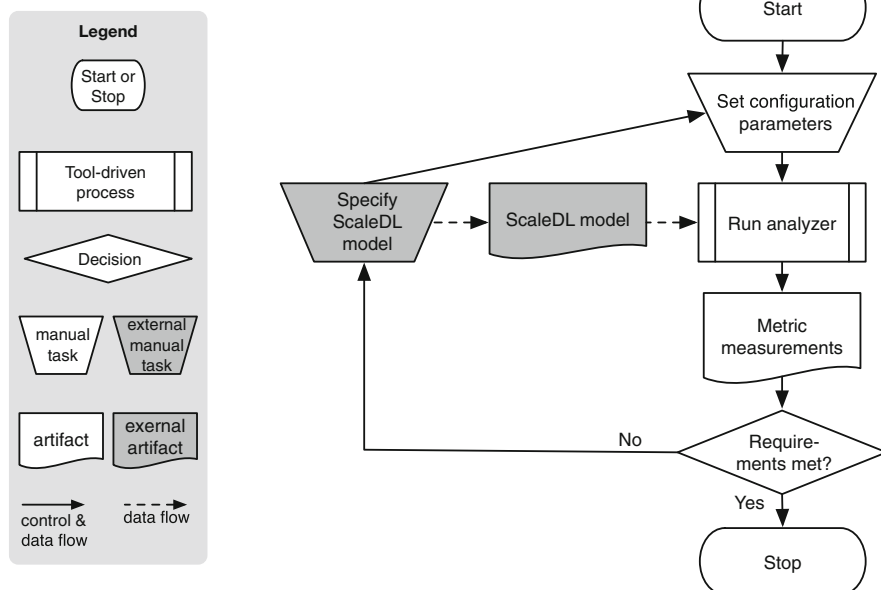 Legend
Start or
Stop
Tool-driven
process
Decision
manual
task
external
manual
task
artifact
exernal
artifact
control &
data flow
data flow
Start
Set configuration
parameters
Specify
ScaleDL
model
ScaleDL model
Run analyzer
Metric
measurements
No
Require-
ments met?
Yes
Stop